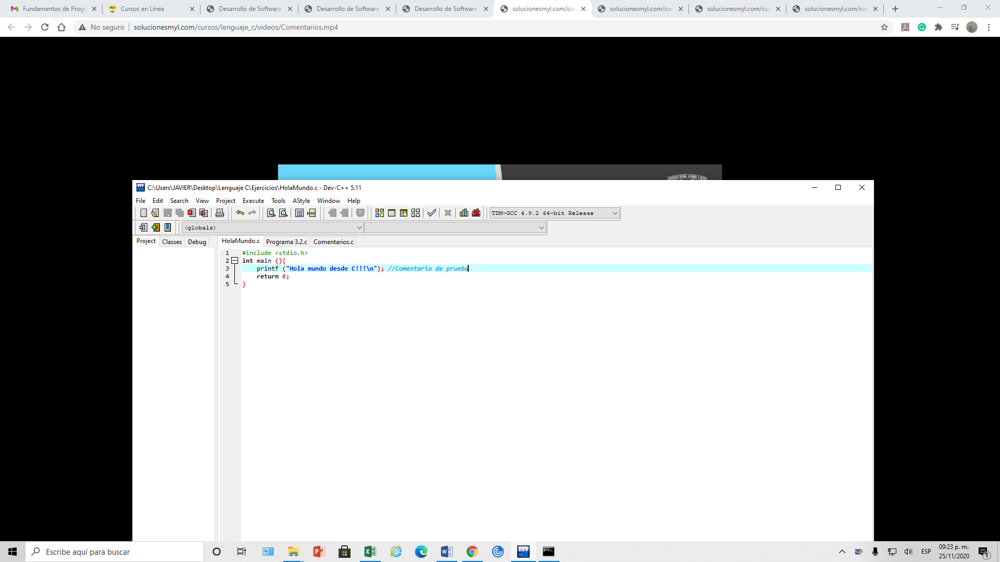 Fundamentos de Progr
Cursos en Línea
Desarrollo de Software
Desarrollo de Software
Desarrollo de Software
solucionesmyl.com/cur
solucionesmyl.com/cur
solucionesmyl.com/cur
solucionesmyl.com/cur
No seguro
solucionesmyl.com/cursos/lenguaje_c/videos/Comentarios.mp4
C:\Users\JAVIER\Desktop\Lenguaje C\Ejercicios\HolaMundo.c - Dev-C++ 5.11
File Edit Search View Project Execute Tools AStyle Window Help
TDM-GCC 4.9.2 64-bit Release
(globals)
Project Classes Debug
HolaMundo.c Programa 3.2.c Comentarios.c
1 #include <stdio.h>
2 int main (){
3 printf ("Hola mundo desde C!!!\n"); //Comentario de prueba
4 return 0;
5 }
Escribe aquí para buscar
DEV
ESP
09:23 p. m.
25/11/2020
1